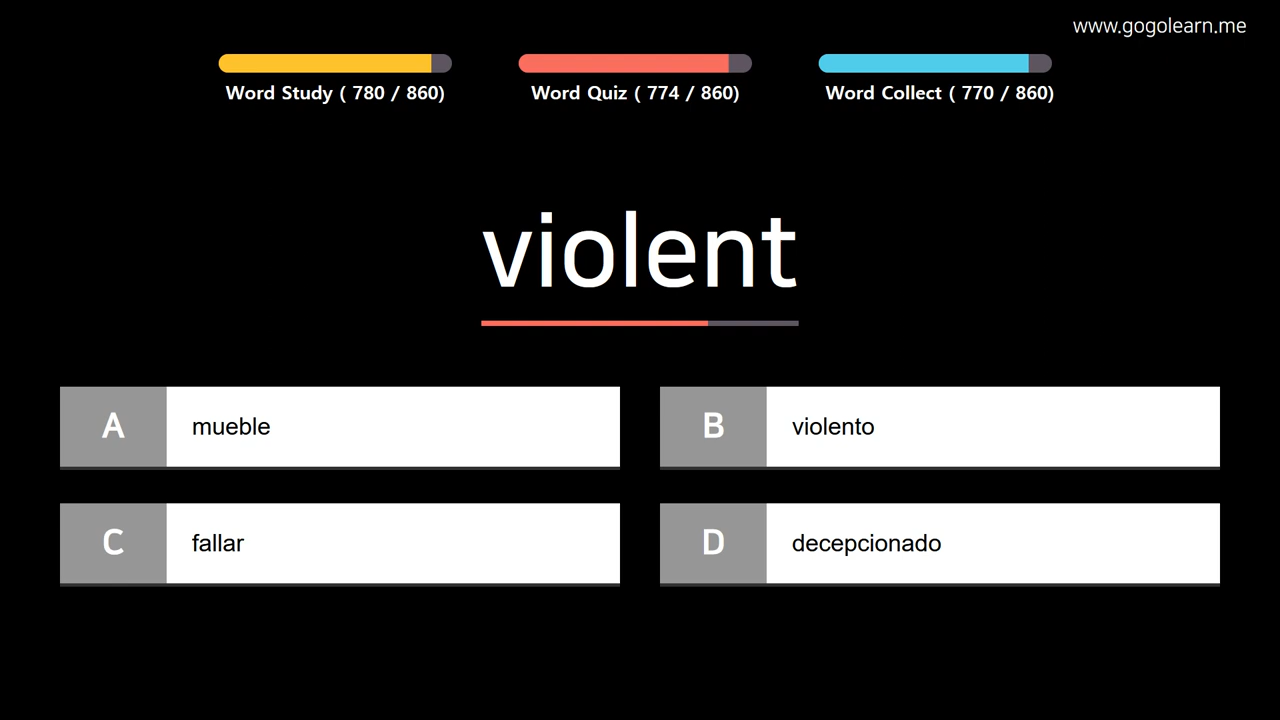 www.gogolearn.me
Word Study ( 780 / 860)
Word Quiz ( 774 / 860)
Word Collect ( 770 / 860)
violent
A mueble
B violento
C fallar
D decepcionado